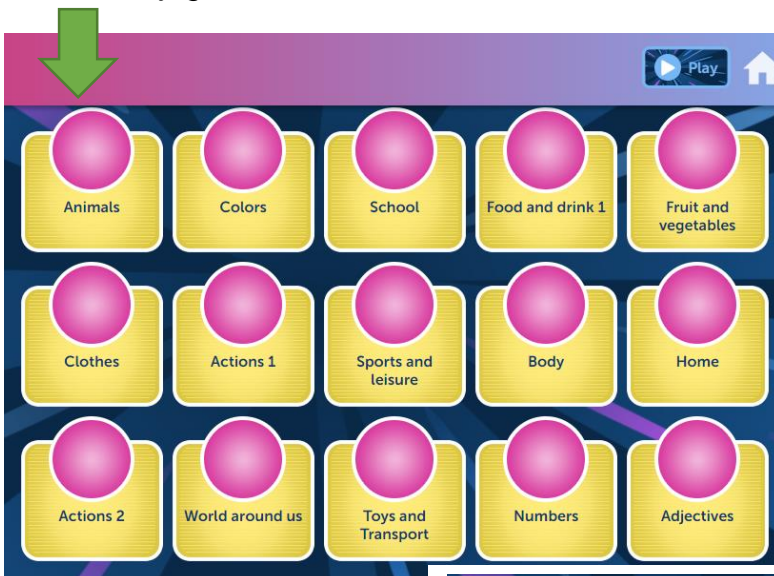 Play
Animals
Colors
School
Food and drink 1
Fruit and
vegetables
Clothes
Actions 1
Sports and
leisure
Body
Home
Actions 2
World around us
Toys and
Transport
Numbers
Adjectives